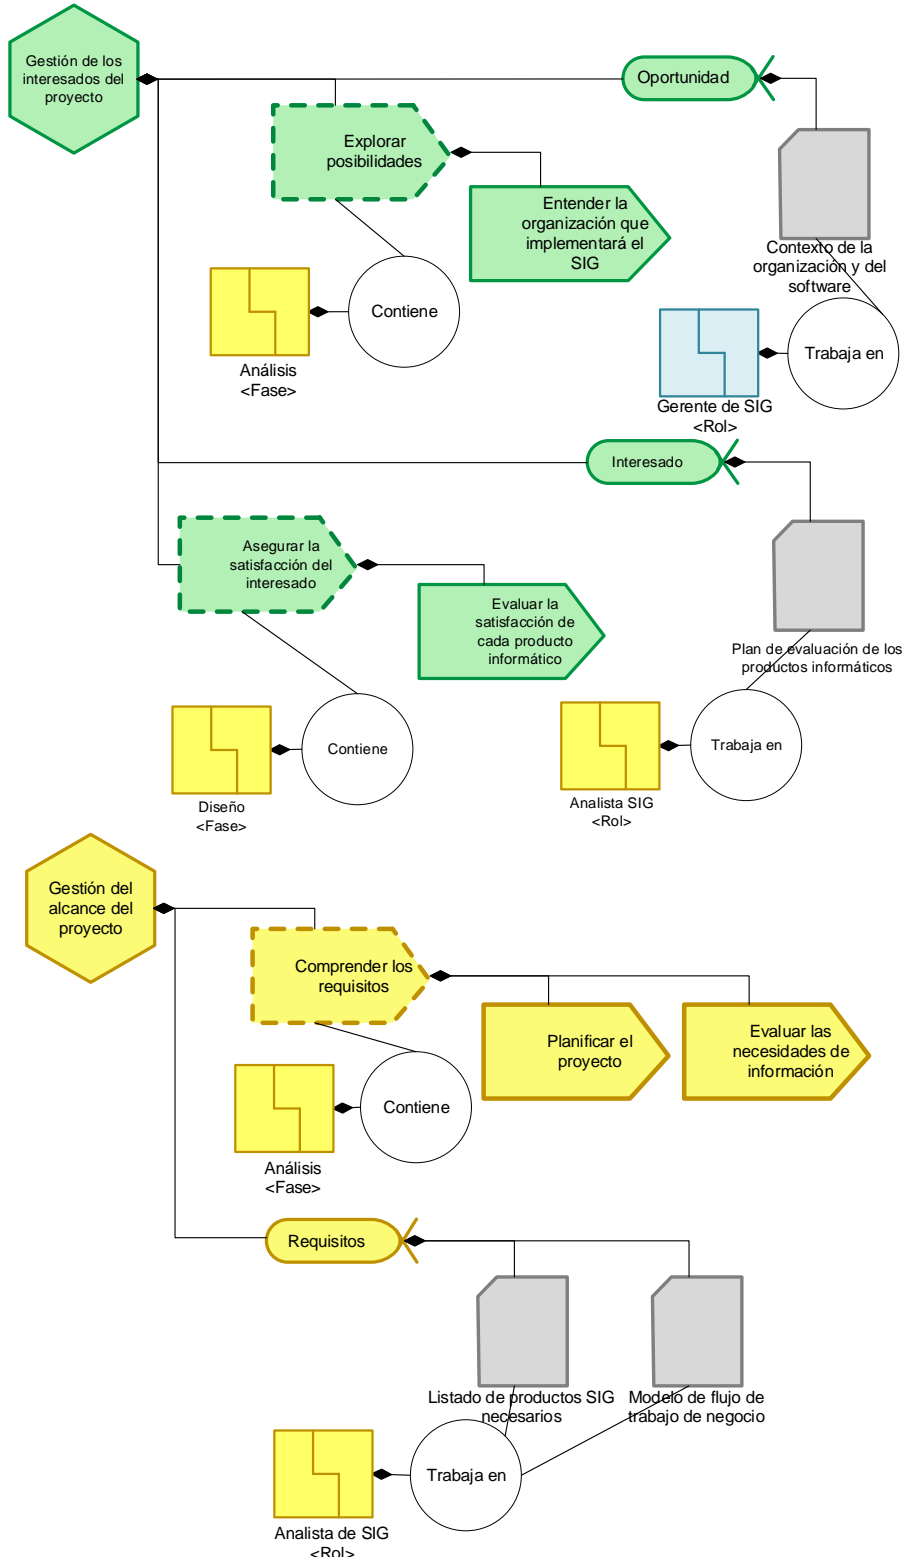 Gestión de los
interesados del
proyecto
Oportunidad
Explorar
posibilidades
Entender la
organización que
implementará el
SIG
Contexto de la
organización y del
software
Contiene
Análisis
<Fase>
Trabaja en
Gerente de SIG
<Rol>
Interesado
Asegurar la
satisfacción del
interesado
Evaluar la
satisfacción de
cada producto
informático
Plan de evaluación de los
productos informáticos
Contiene
Diseño
<Fase>
Trabaja en
Analista SIG
<Rol>
Gestión del
alcance del
proyecto
Comprender los
requisitos
Planificar el
proyecto
Evaluar las
necesidades de
información
Contiene
Análisis
<Fase>
Requisitos
Listado de productos SIG
necesarios
Modelo de flujo de
trabajo de negocio
Trabaja en
Analista de SIG
<Rol>